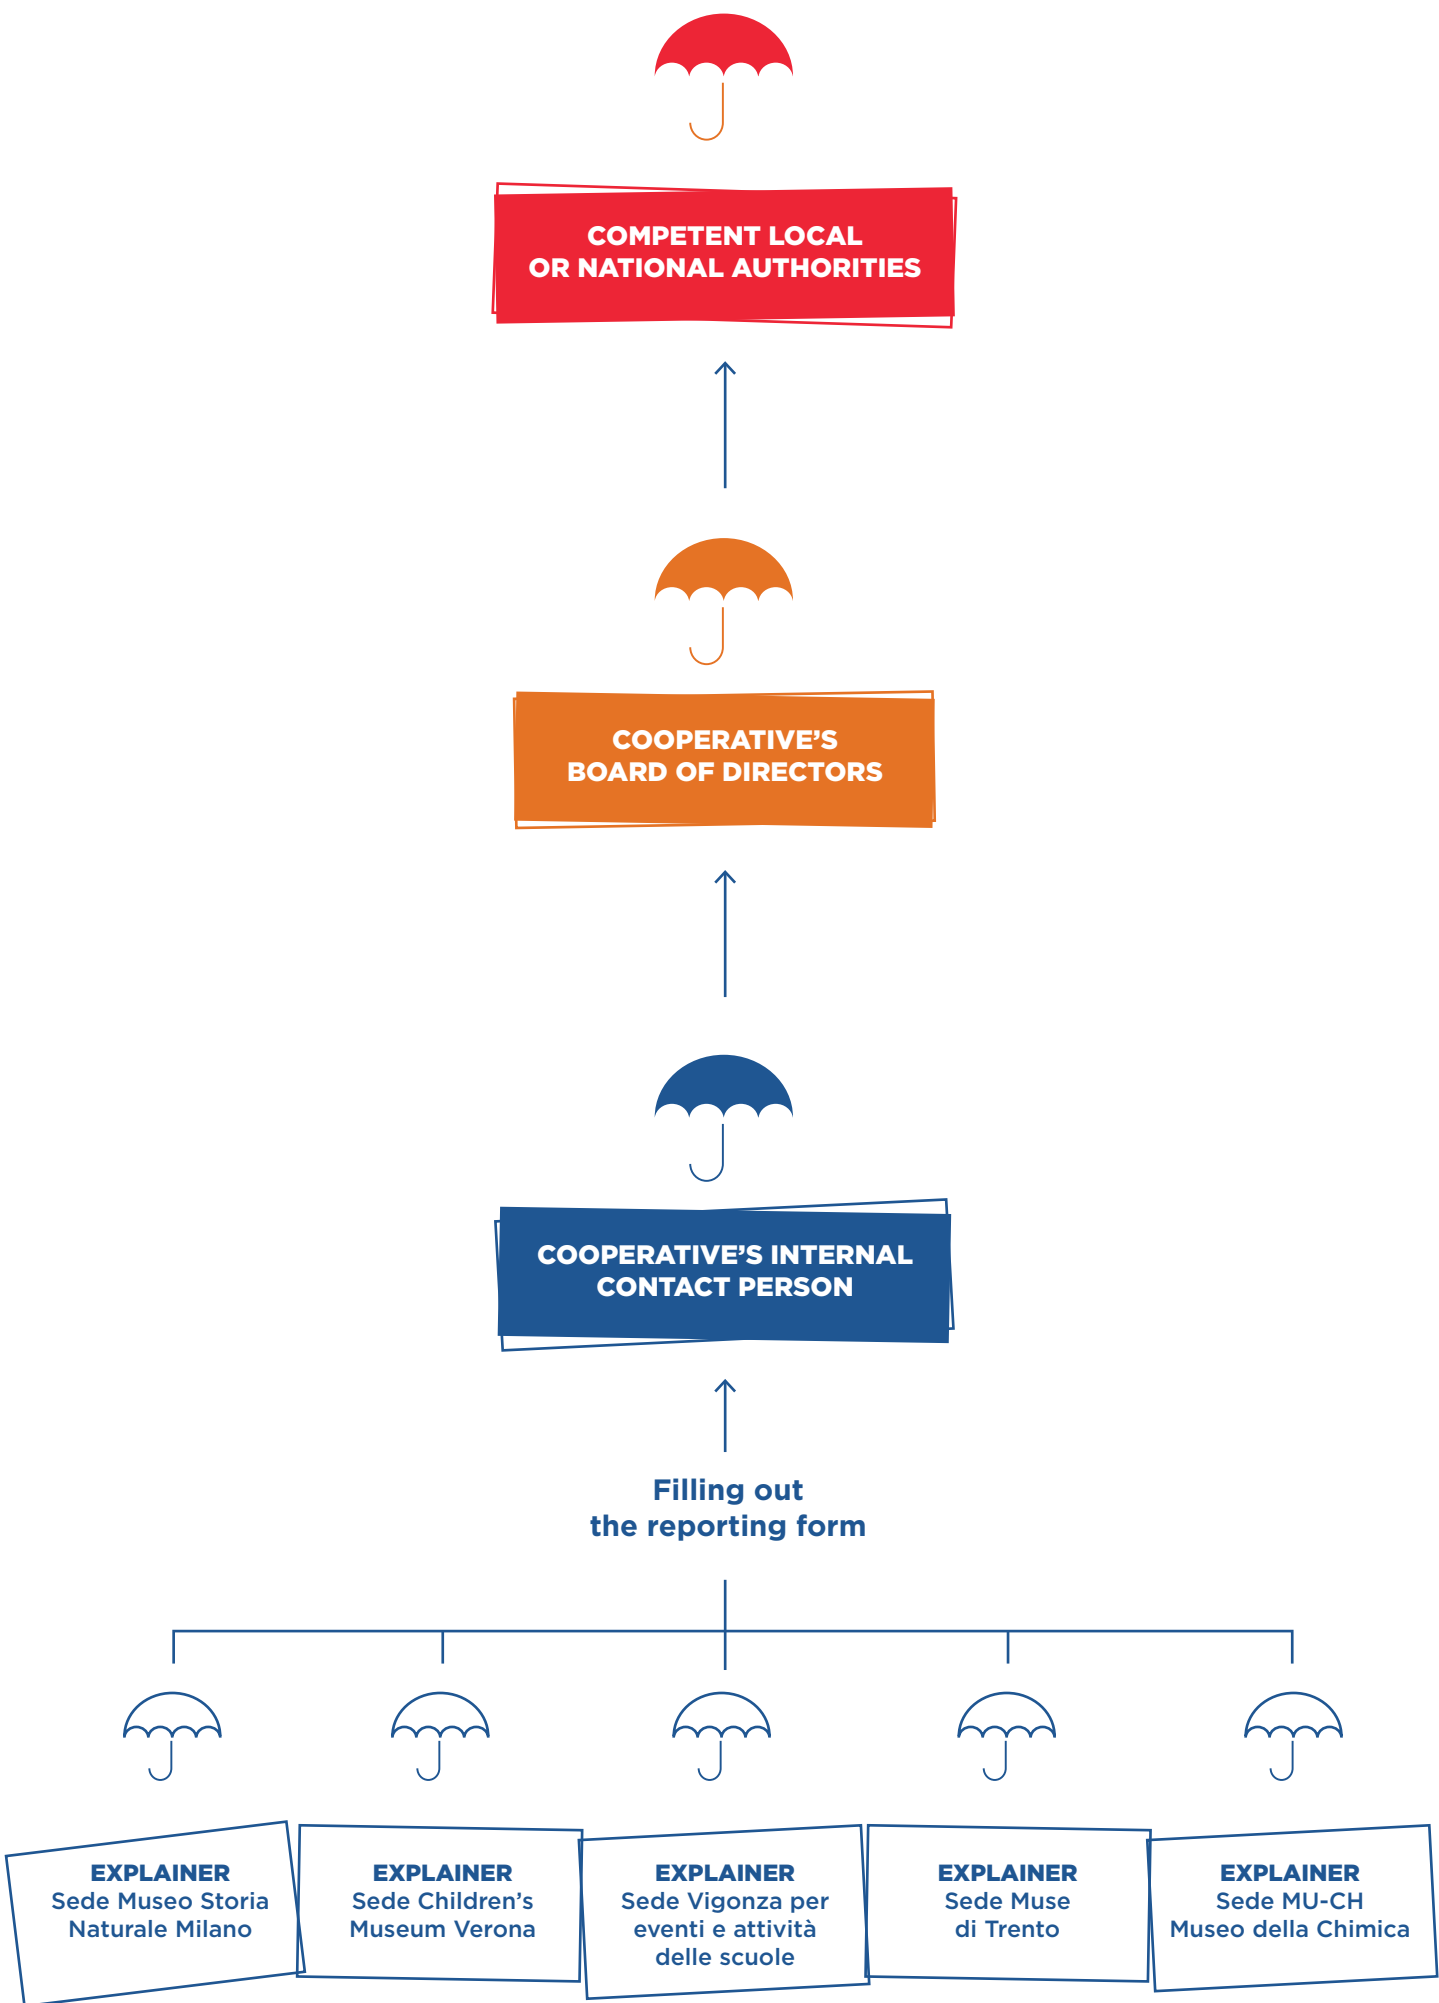 COMPETENT LOCAL
OR NATIONAL AUTHORITIES
COOPERATIVE’S
BOARD OF DIRECTORS
COOPERATIVE’S INTERNAL
CONTACT PERSON
Filling out
the reporting form
EXPLAINER
Sede Museo Storia
Naturale Milano
EXPLAINER
Sede Children’s
Museum Verona
EXPLAINER
Sede Vigonza per
eventi e attività
delle scuole
EXPLAINER
Sede Muse
di Trento
EXPLAINER
Sede MU-CH
Museo della Chimica